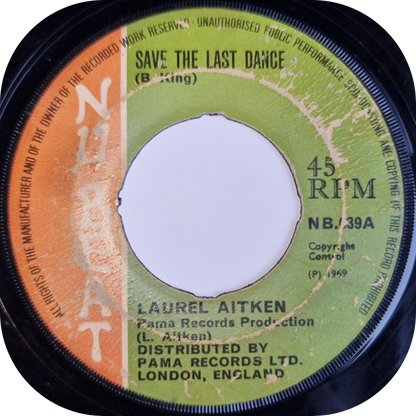 ALL RIGHTS OF THE MANUFACTURER AND OF THE OWNER OF THE RECORDED WORK RESERVED - UNAUTHORISED PUBLIC PERFORMANCE BROADCASTING AND COPYING OF THIS RECORD PROHIBITED
NU BEAT
SAVE THE LAST DANCE
(B King)
45
RPM
39A
Copyright
Control
(P) 1969
LAUREL AITKEN
Pama Records Production
(L. Aitken)
DISTRIBUTED BY
PAMA RECORDS LTD.
LONDON, ENGLAND